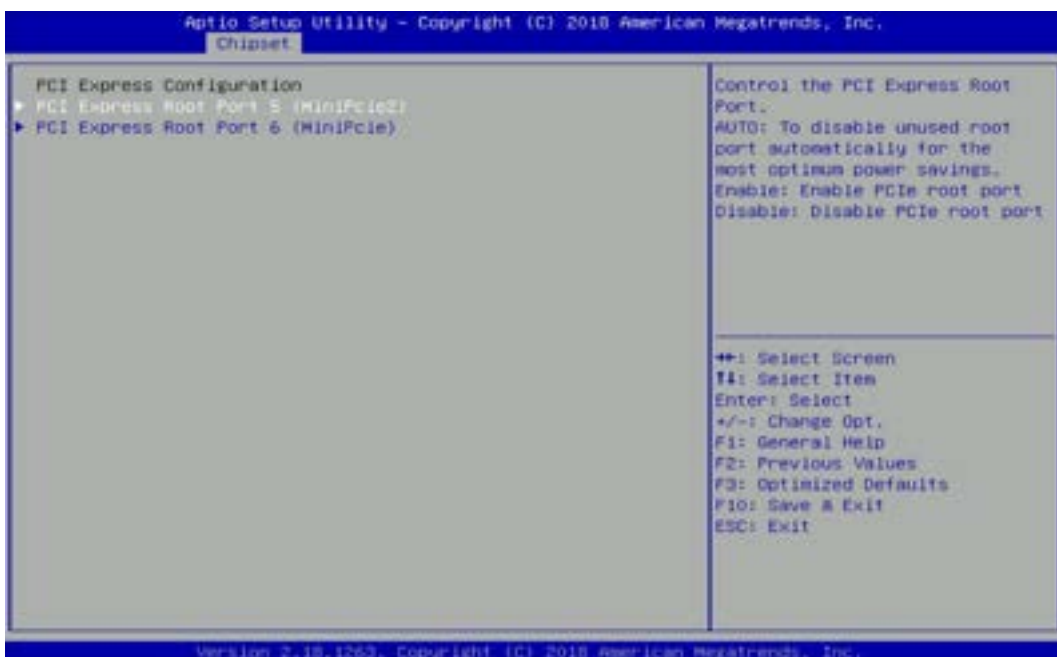 Aptio Setup Utility – Copyright (C) 2018 American Megatrends, Inc.
Chipset
PCI Express Configuration
▶ PCI Express Root Port 5 (MiniPcie2)
▶ PCI Express Root Port 6 (MiniPcie)
Control the PCI Express Root
Port.
AUTO: To disable unused root
port automatically for the
most optimum power savings.
Enable: Enable PCIe root port
Disable: Disable PCIe root port
→←: Select Screen
↑↓: Select Item
Enter: Select
+/-: Change Opt.
F1: General Help
F2: Previous Values
F3: Optimized Defaults
F10: Save & Exit
ESC: Exit
Version 2.18.1263. Copyright (C) 2018 American Megatrends, Inc.